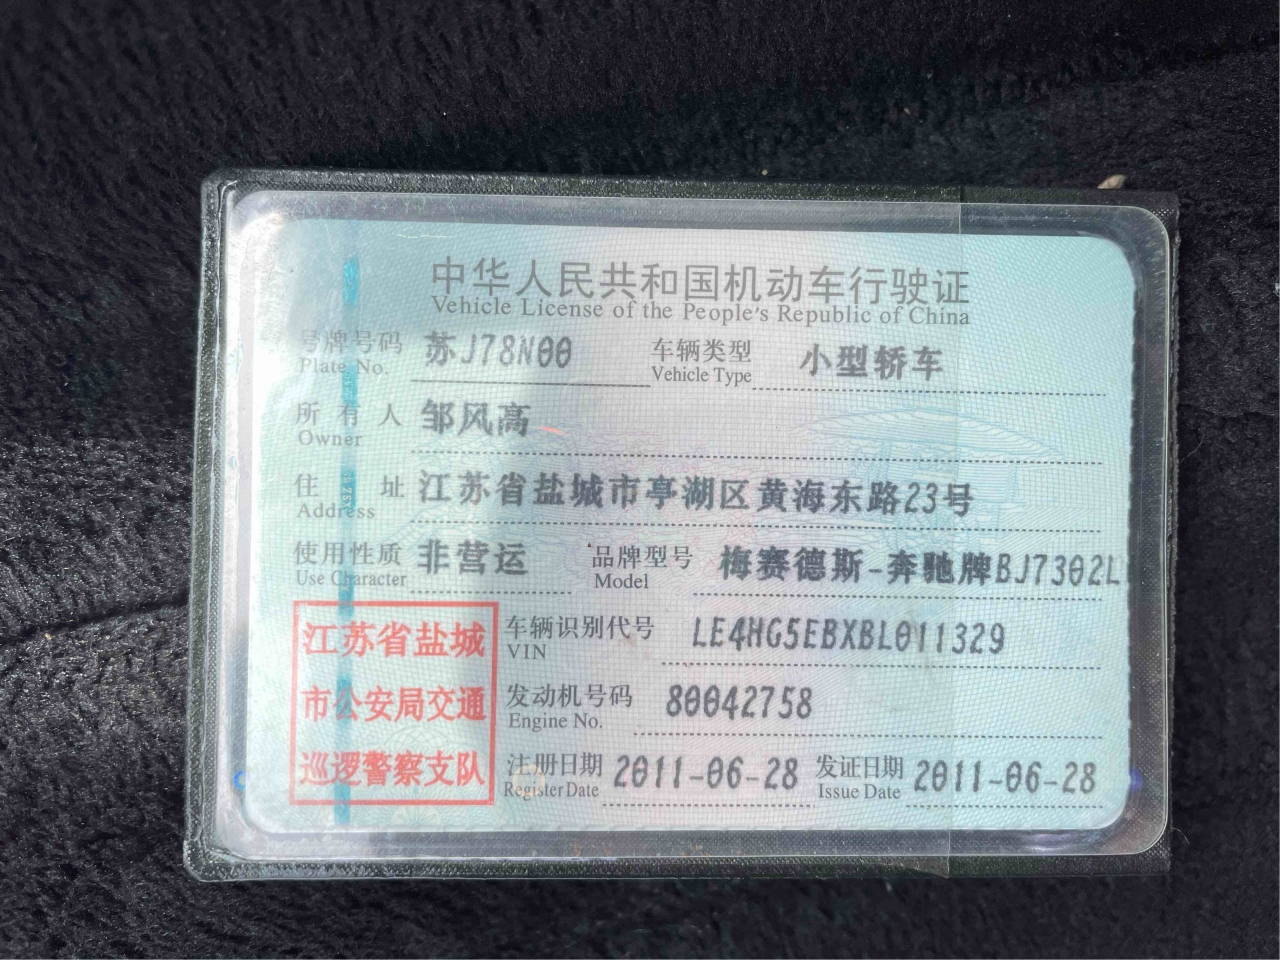 中华人民共和国机动车行驶证
Vehicle License of the People's Republic of China
号牌号码 苏J78N00 车辆类型 小型轿车
Plate No. Vehicle Type
所有人 邹风高
Owner
住址 江苏省盐城市亭湖区黄海东路23号
Address
使用性质 非营运 品牌型号 梅赛德斯-奔驰牌BJ7302L
Use Character Model
江苏省盐城
市公安局交通
巡逻警察支队
车辆识别代号 LE4HG5EBXBL011329
VIN
发动机号码 80042758
Engine No.
注册日期 2011-06-28 发证日期 2011-06-28
Register Date Issue Date